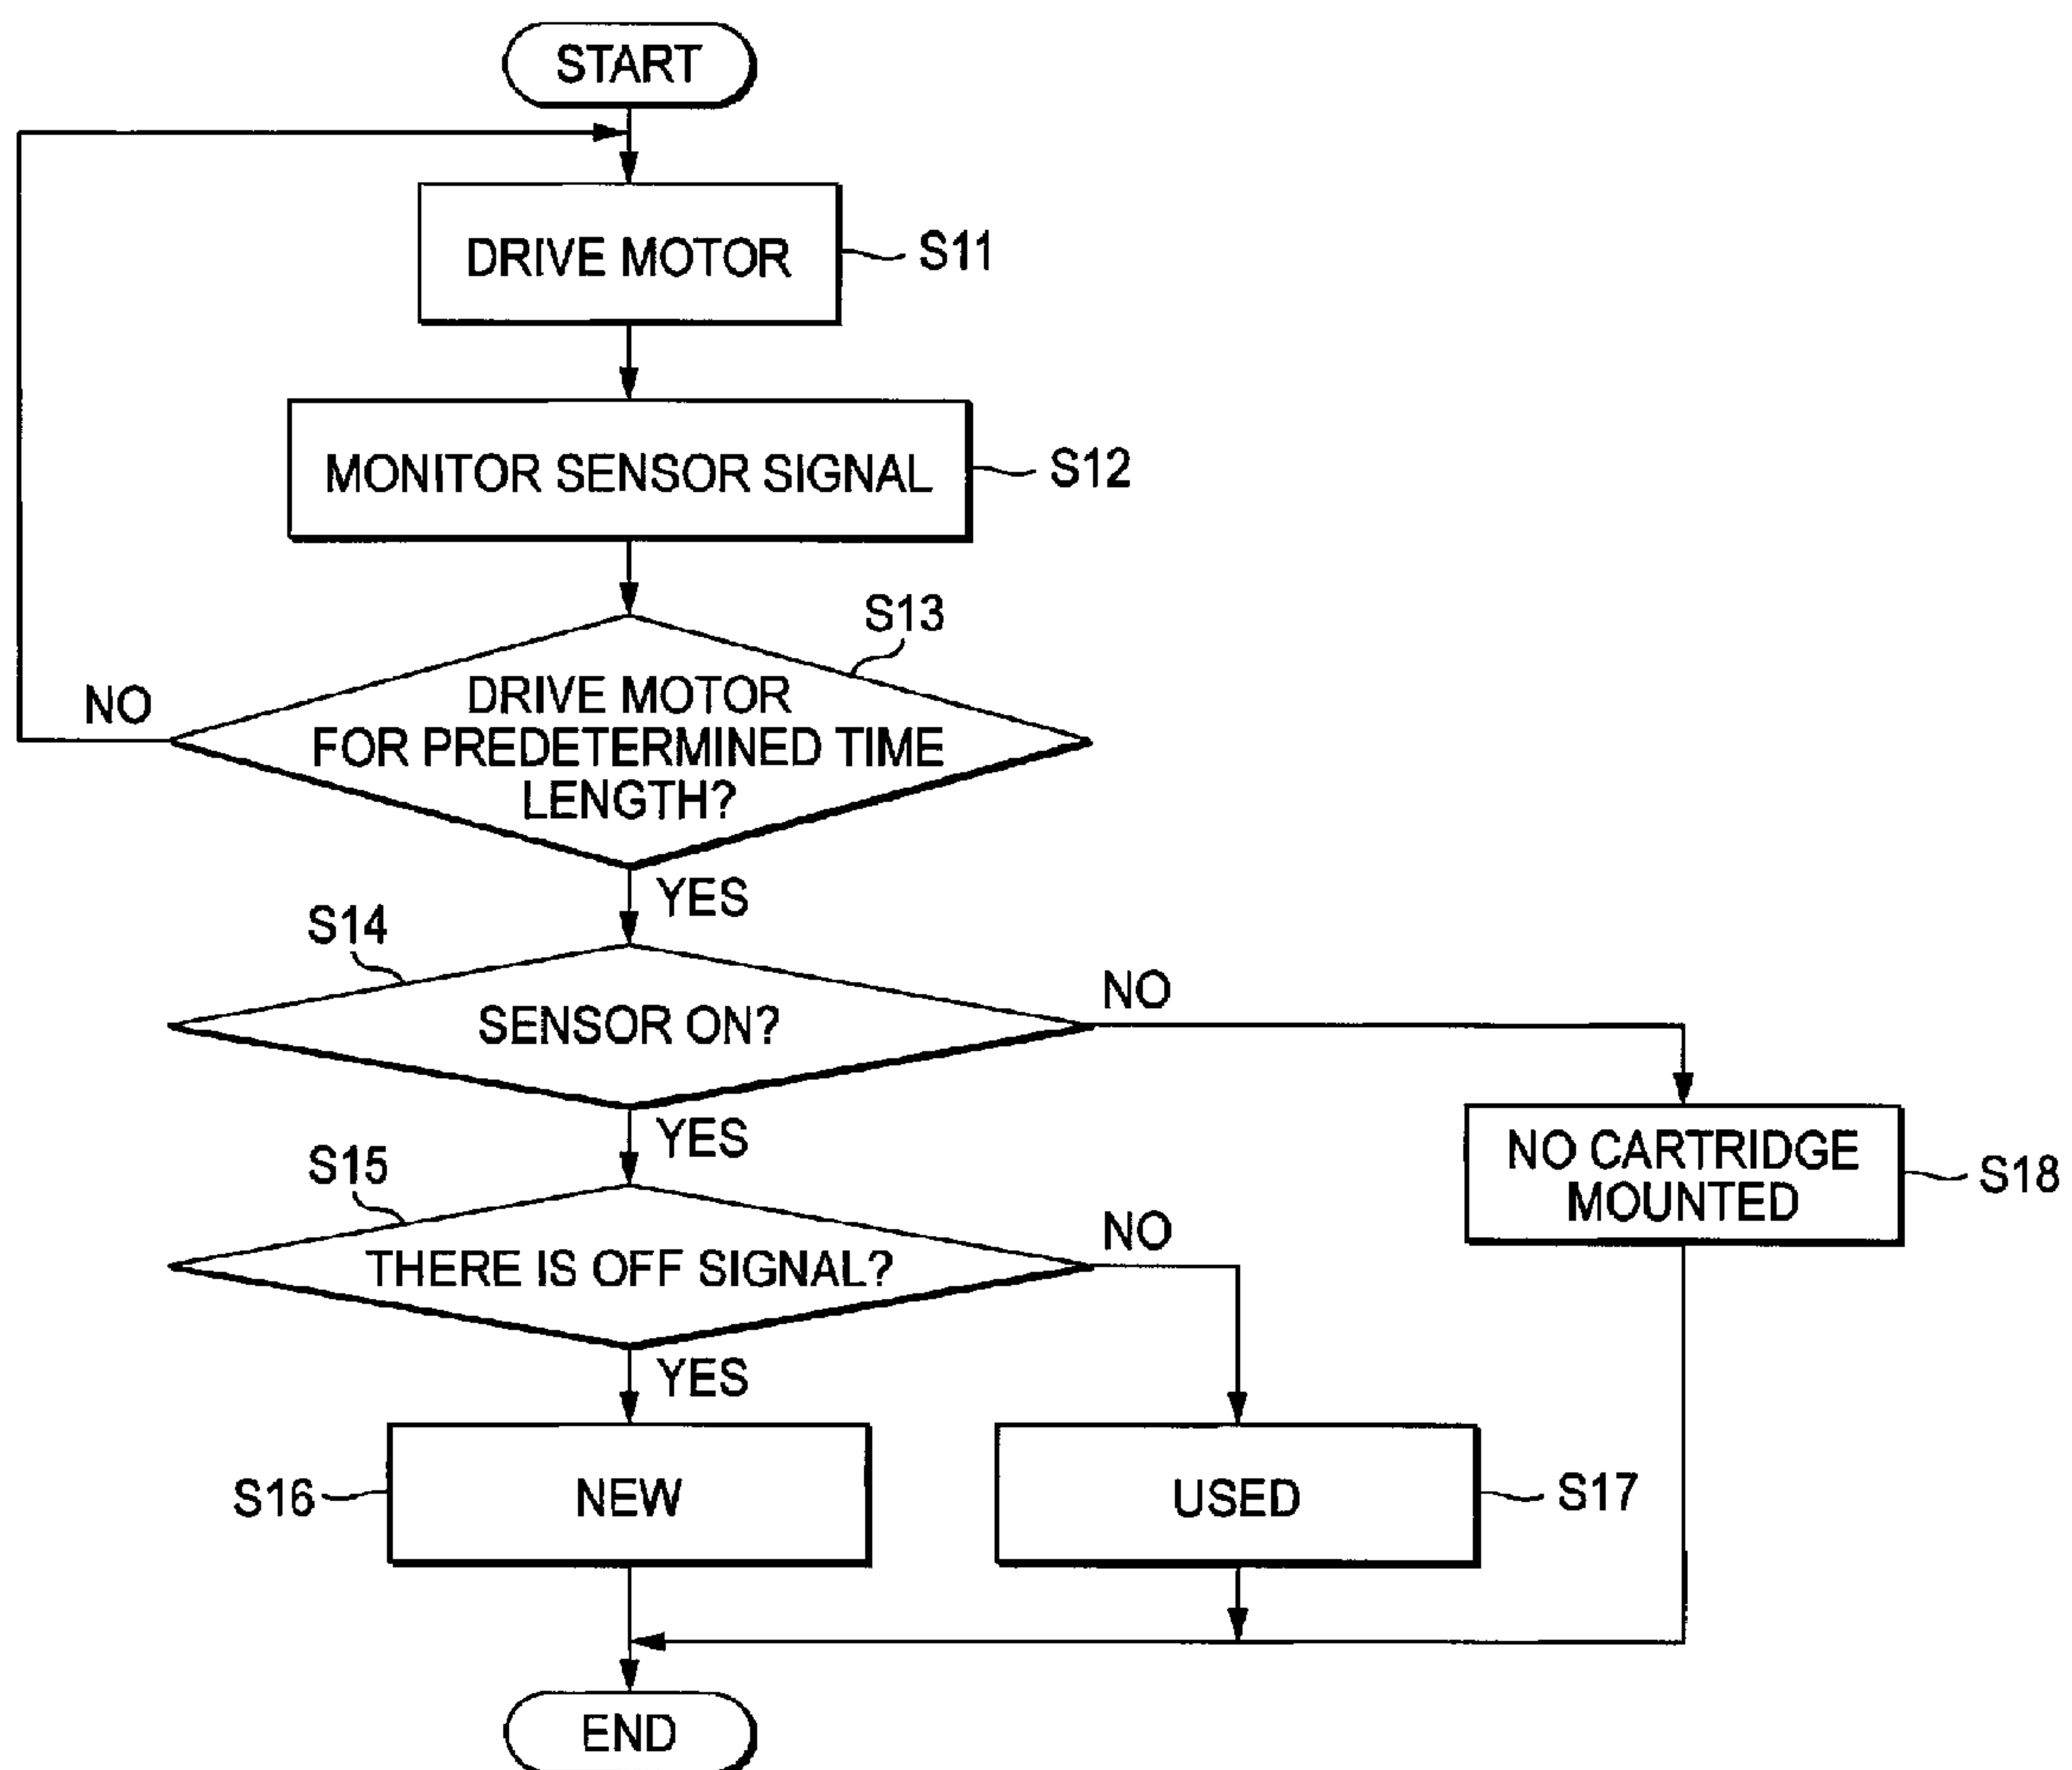 START
DRIVE MOTOR
S11
MONITOR SENSOR SIGNAL
S12
S13
DRIVE MOTOR
FOR PREDETERMINED TIME
LENGTH?
NO
YES
S14
SENSOR ON?
NO
YES
NO CARTRIDGE
MOUNTED
S18
S15
THERE IS OFF SIGNAL?
NO
YES
S16
NEW
USED
S17
END